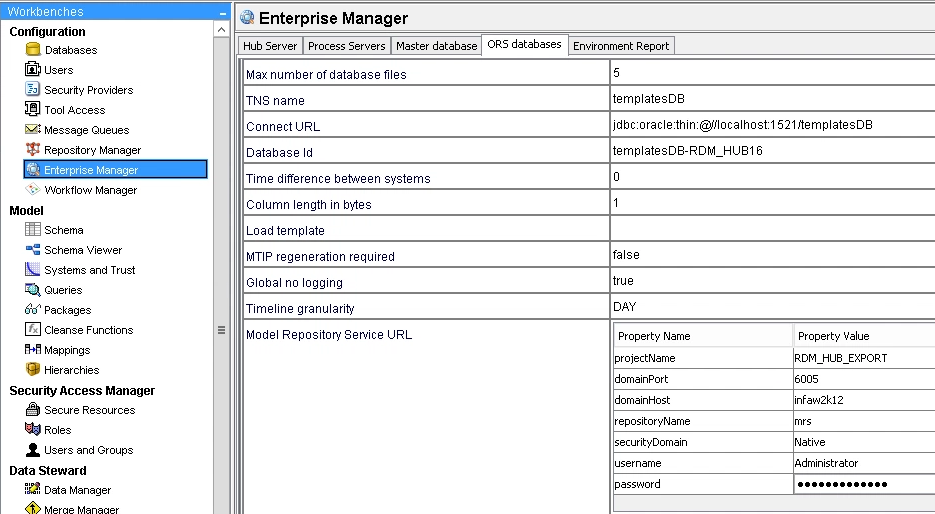 Workbenches
Configuration
Databases
Users
Security Providers
Tool Access
Message Queues
Repository Manager
Enterprise Manager
Workflow Manager
Model
Schema
Schema Viewer
Systems and Trust
Queries
Packages
Cleanse Functions
Mappings
Hierarchies
Security Access Manager
Secure Resources
Roles
Users and Groups
Data Steward
Data Manager
Merge Manager
Enterprise Manager
Hub Server Process Servers Master database ORS databases Environment Report
Max number of database files 5
TNS name templatesDB
Connect URL jdbc:oracle:thin:@//localhost:1521/templatesDB
Database Id templatesDB-RDM_HUB16
Time difference between systems 0
Column length in bytes 1
Load template
MTIP regeneration required false
Global no logging true
Timeline granularity DAY
Model Repository Service URL
Property Name Property Value
projectName RDM_HUB_EXPORT
domainPort 6005
domainHost infaw2k12
repositoryName mrs
securityDomain Native
username Administrator
password ●●●●●●●●●●●●●